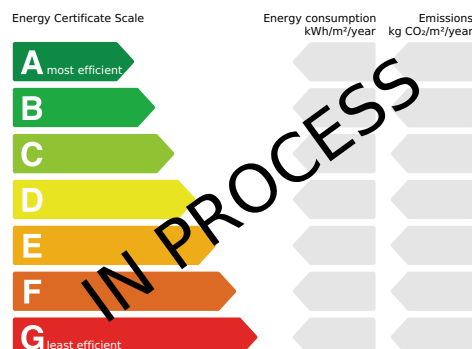 Energy Certificate Scale
Energy consumption
kWh/m²/year
Emissions
kg CO₂/m²/year
A most efficient
B
C
D
E
F
G least efficient
IN PROCESS